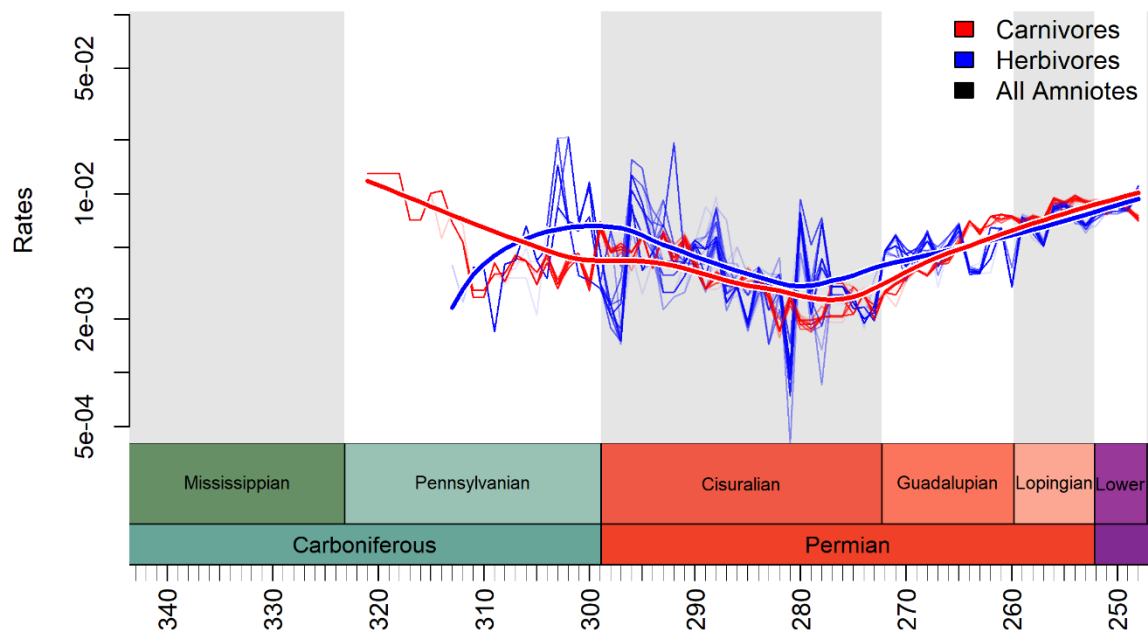 Carnivores
Herbivores
All Amniotes
Rates
5e-02
1e-02
2e-03
5e-04
Mississippian
Pennsylvanian
Cisuralian
Guadalupian
Lopingian
Lower
Carboniferous
Permian
340
330
320
310
300
290
280
270
260
250